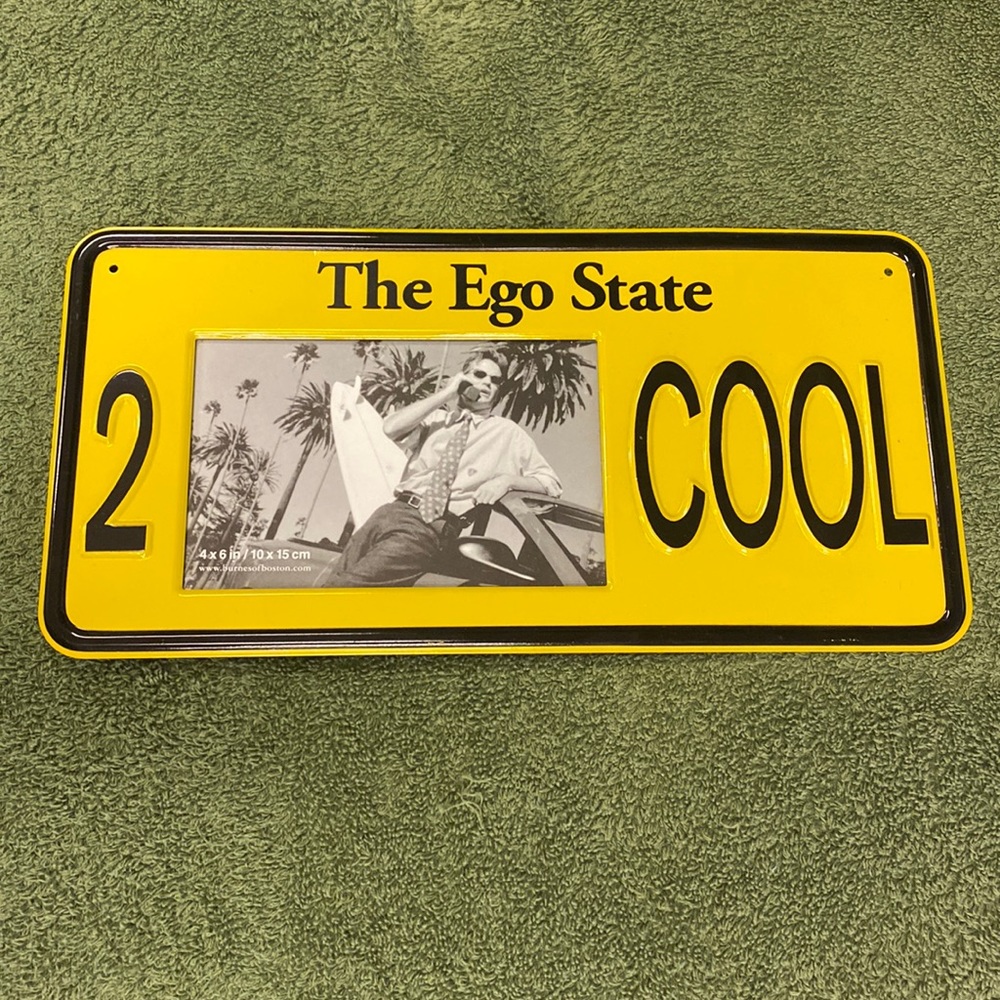 The Ego State
2 COOL
4 x 6 in / 10 x 15 cm
www.burnesofboston.com